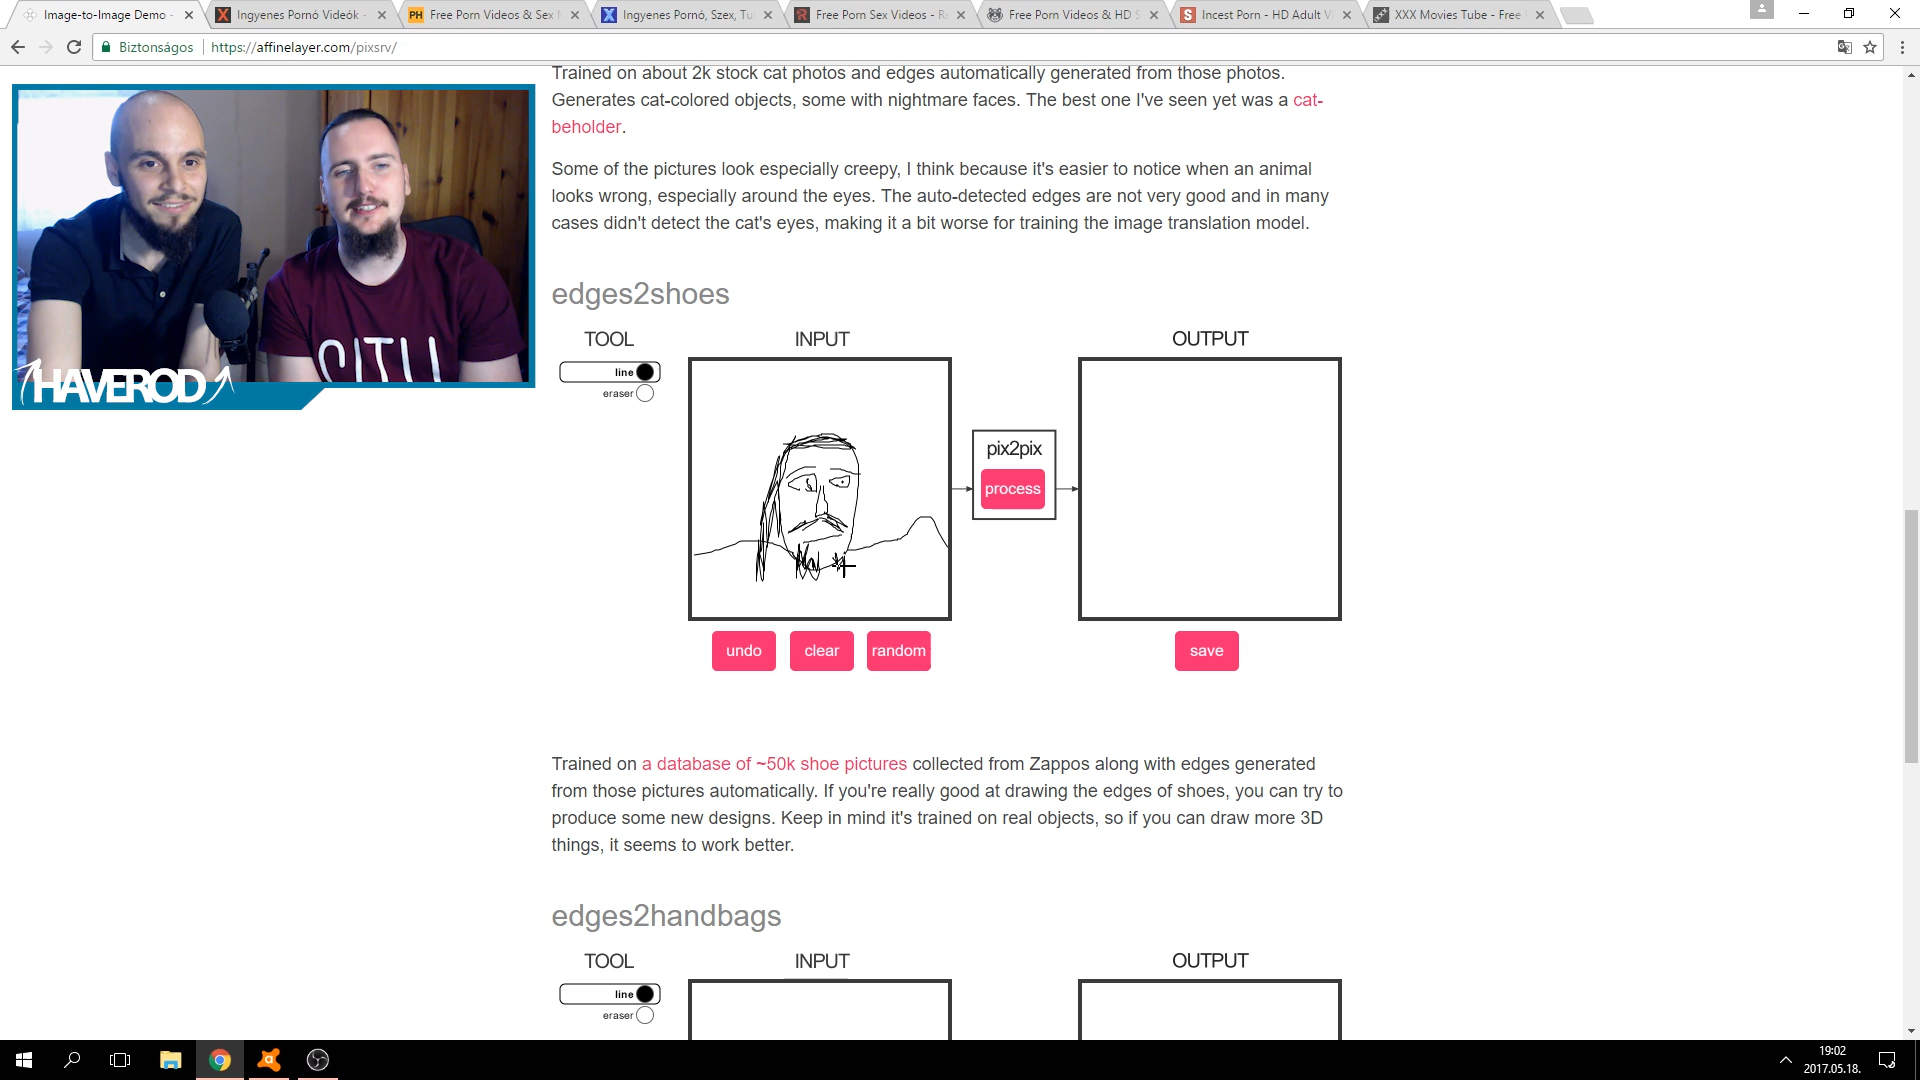 Image-to-Image Demo -
Ingyenes Pornó Videók -
PH Free Porn Videos & Sex M
Ingyenes Pornó, Szex, Tu
Free Porn Sex Videos - R
Free Porn Videos & HD S
Incest Porn - HD Adult V
XXX Movies Tube - Free
Biztonságos
https://affinelayer.com/pixsrv/
Trained on about 2k stock cat photos and edges automatically generated from those photos.
Generates cat-colored objects, some with nightmare faces. The best one I've seen yet was a cat-
beholder.
Some of the pictures look especially creepy, I think because it's easier to notice when an animal
looks wrong, especially around the eyes. The auto-detected edges are not very good and in many
cases didn't detect the cat's eyes, making it a bit worse for training the image translation model.
HAVEROD
edges2shoes
TOOL
INPUT
OUTPUT
line
eraser
pix2pix
process
undo
clear
random
save
Trained on a database of ~50k shoe pictures collected from Zappos along with edges generated
from those pictures automatically. If you're really good at drawing the edges of shoes, you can try to
produce some new designs. Keep in mind it's trained on real objects, so if you can draw more 3D
things, it seems to work better.
edges2handbags
TOOL
INPUT
OUTPUT
line
eraser
19:02
2017.05.18.